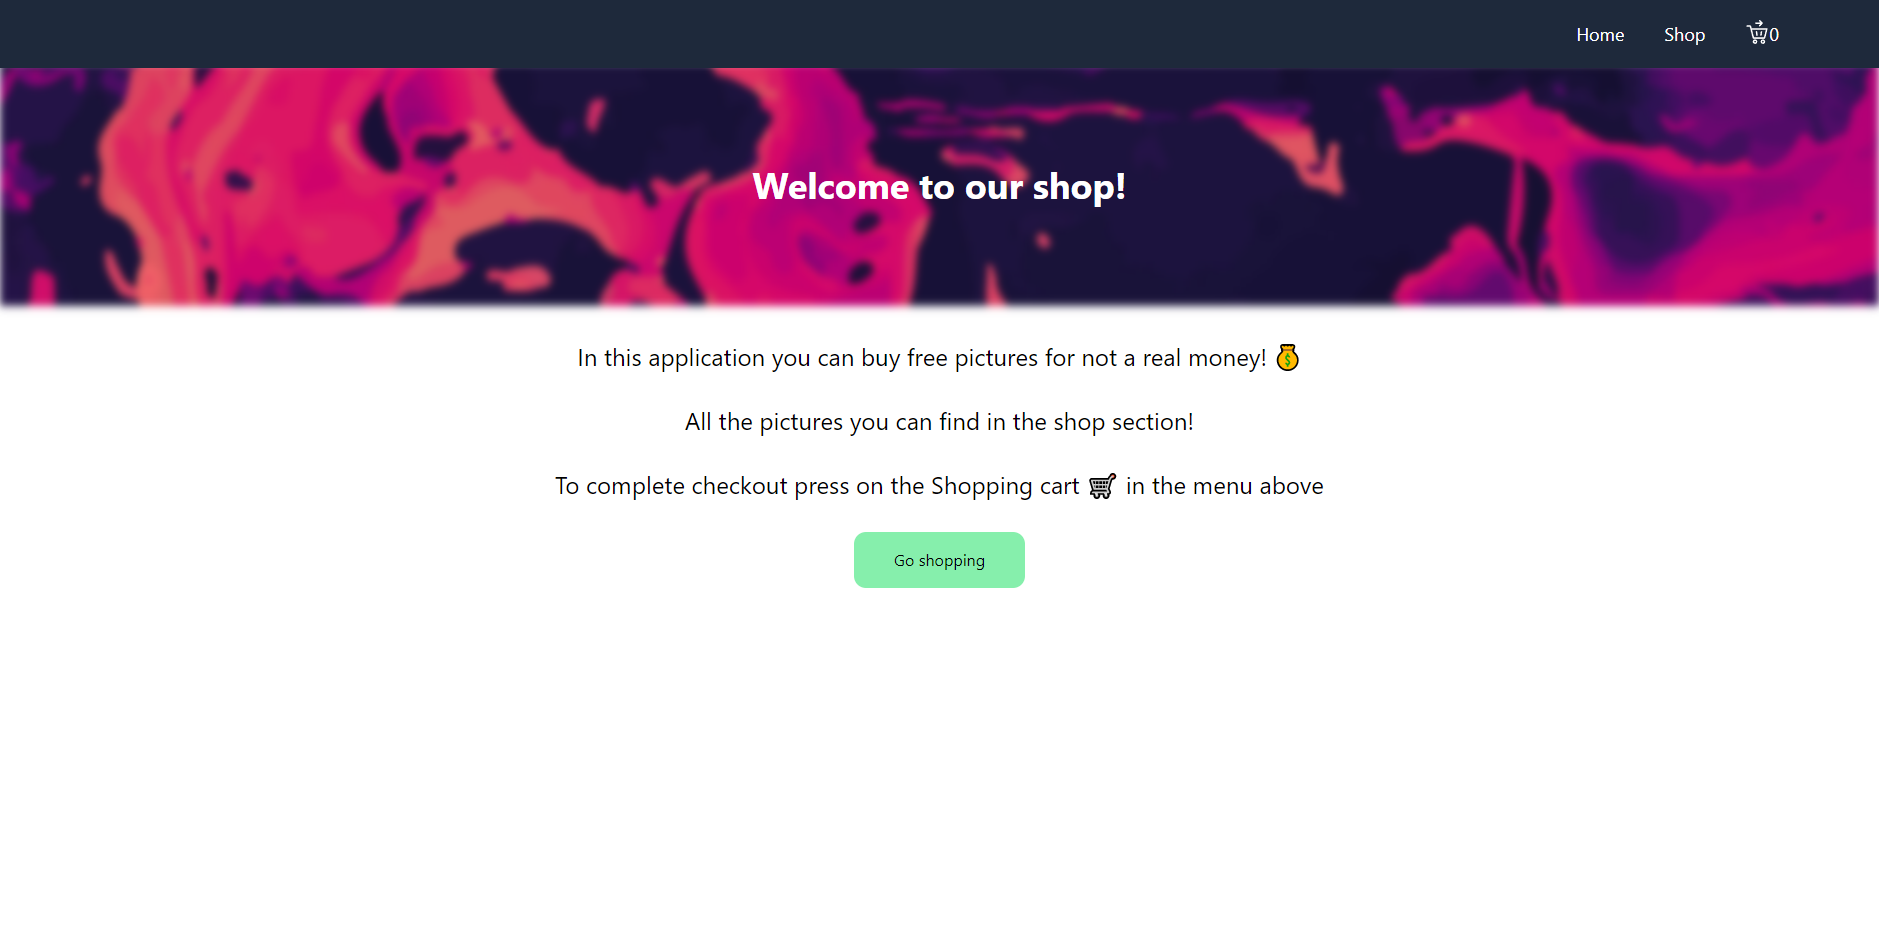 Home Shop 0
Welcome to our shop!
In this application you can buy free pictures for not a real money! 💰
All the pictures you can find in the shop section!
To complete checkout press on the Shopping cart 🛒 in the menu above
Go shopping